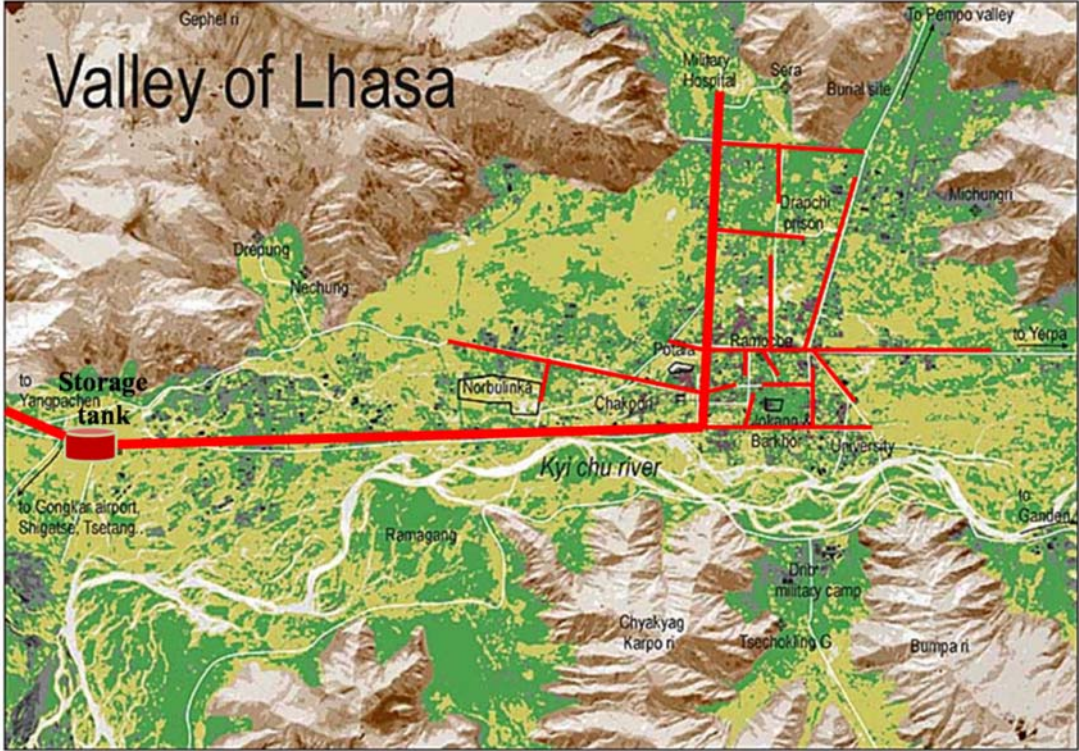 Gephel ri
To Pempo valley
Valley of Lhasa
Military
Hospital
Sera
Burial site
Michungri
Drapchi
prison
Drepung
Nechung
to Yerpa
Ramoche
Potala
to
Yangpachen
Storage
tank
Norbulinka
Chakpori
Jokang &
Barkhor
University
Kyi chu river
to Gongkar airport,
Shigatse, Tsetang...
to
Ganden
Ramagang
Drib
military camp
Chyakyag
Karpo ri
Tsechokling G
Bumpa ri